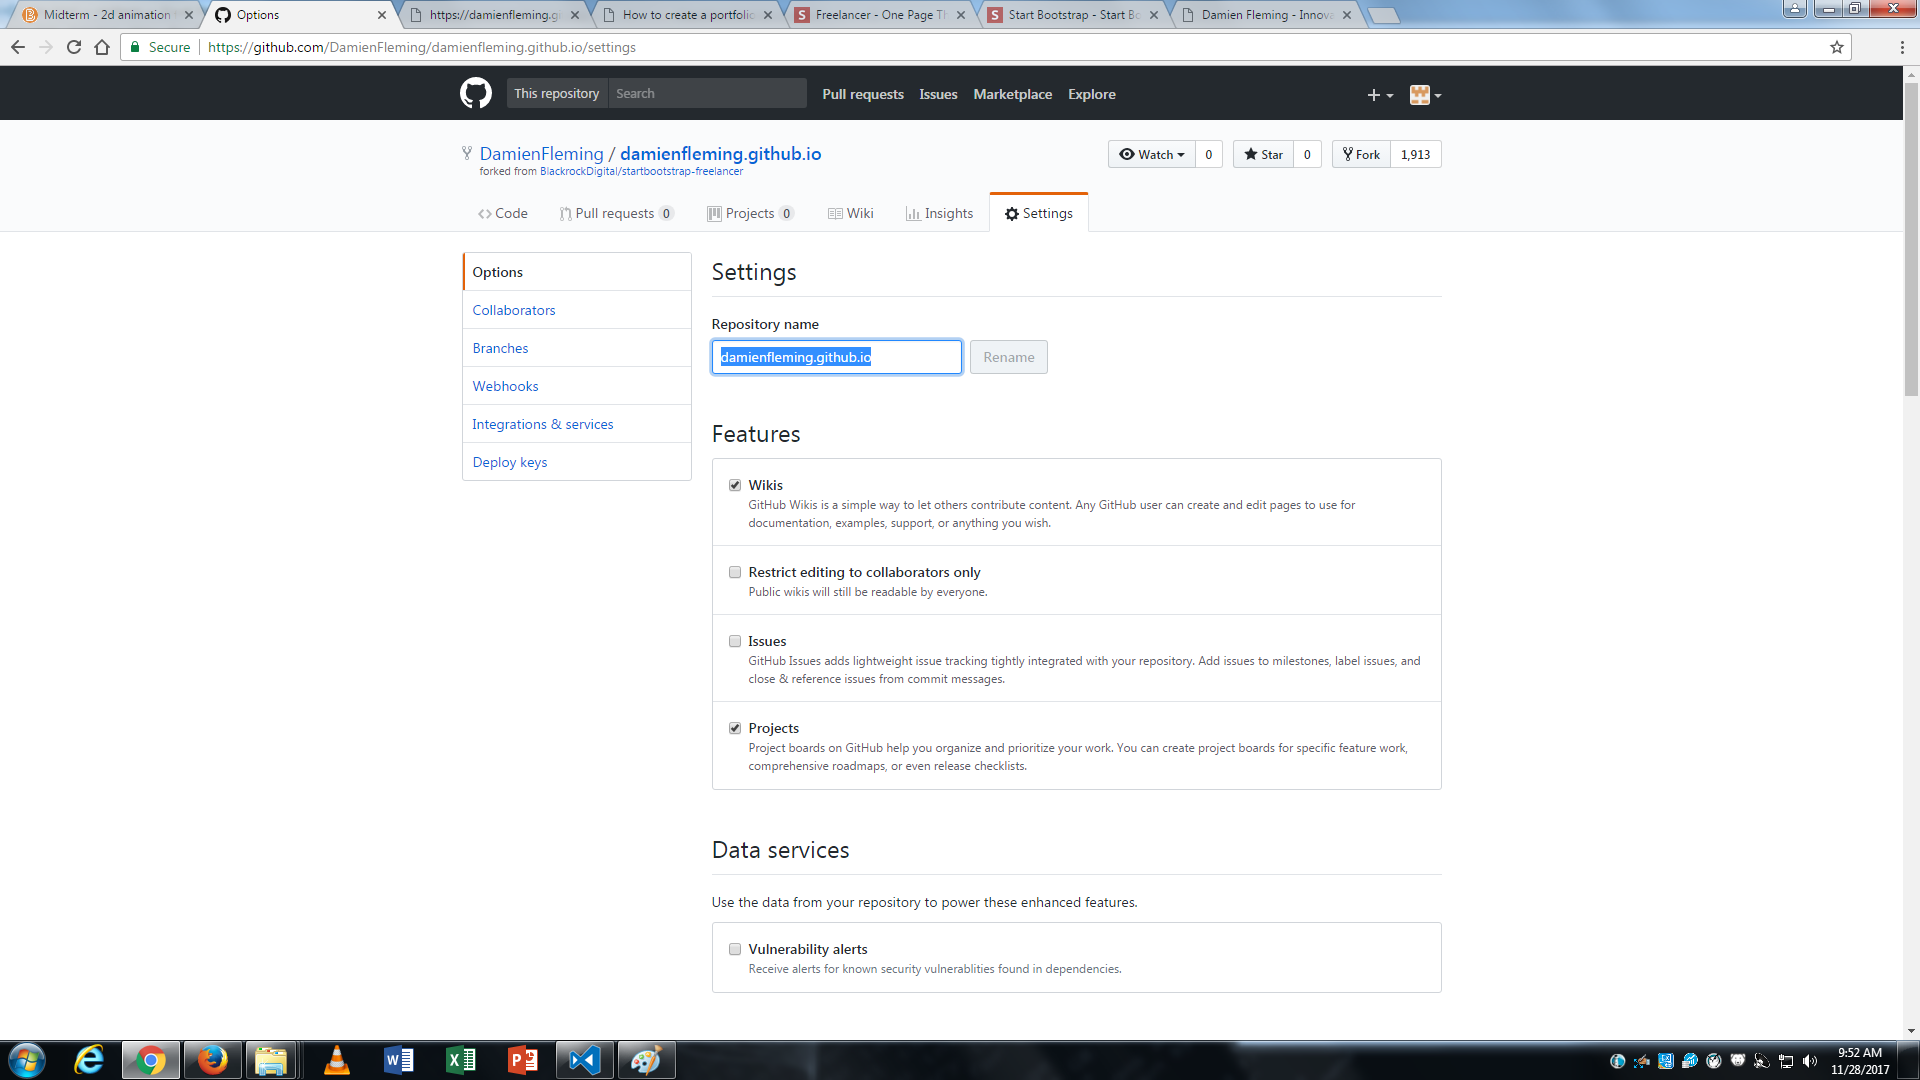 Midterm - 2d animation
Options
https://damienfleming.gi
How to create a portfolio
Freelancer - One Page Th
Start Bootstrap - Start Bo
Damien Fleming - Innova
Secure
https://github.com/DamienFleming/damienfleming.github.io/settings
This repository
Search
Pull requests
Issues
Marketplace
Explore
DamienFleming / damienfleming.github.io
forked from BlackrockDigital/startbootstrap-freelancer
Watch 0
Star 0
Fork 1,913
Code
Pull requests 0
Projects 0
Wiki
Insights
Settings
Options
Collaborators
Branches
Webhooks
Integrations & services
Deploy keys
Settings
Repository name
damienfleming.github.io
Rename
Features
Wikis
GitHub Wikis is a simple way to let others contribute content. Any GitHub user can create and edit pages to use for
documentation, examples, support, or anything you wish.
Restrict editing to collaborators only
Public wikis will still be readable by everyone.
Issues
GitHub Issues adds lightweight issue tracking tightly integrated with your repository. Add issues to milestones, label issues, and
close & reference issues from commit messages.
Projects
Project boards on GitHub help you organize and prioritize your work. You can create project boards for specific feature work,
comprehensive roadmaps, or even release checklists.
Data services
Use the data from your repository to power these enhanced features.
Vulnerability alerts
Receive alerts for known security vulnerablities found in dependencies.
9:52 AM
11/28/2017